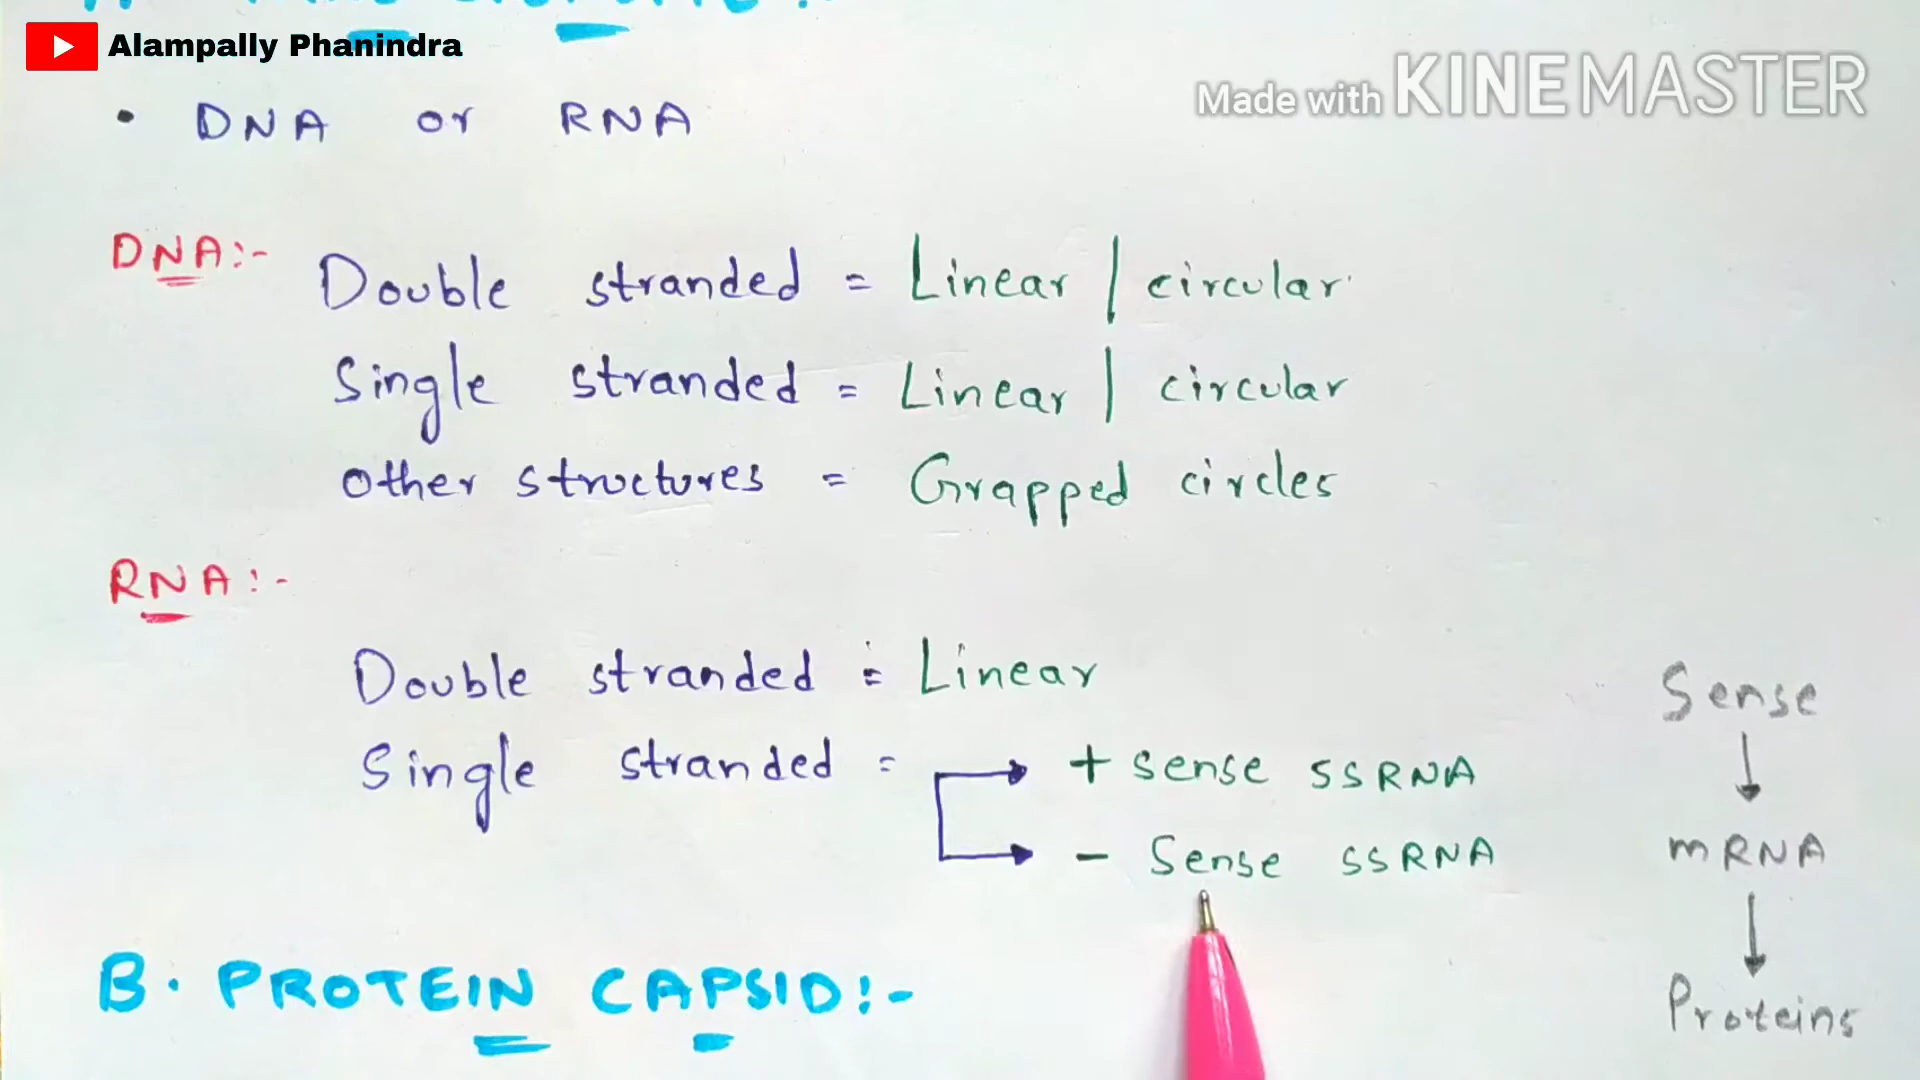 Alampally Phanindra
Made with KINEMASTER
• DNA or RNA
DNA:-
Double stranded = Linear | circular
Single stranded = Linear | circular
Other structures = Grapped circles
RNA:-
Double stranded = Linear
Single stranded = + sense ssRNA
- Sense ssRNA
Sense
↓
mRNA
↓
Proteins
B. PROTEIN CAPSID:-